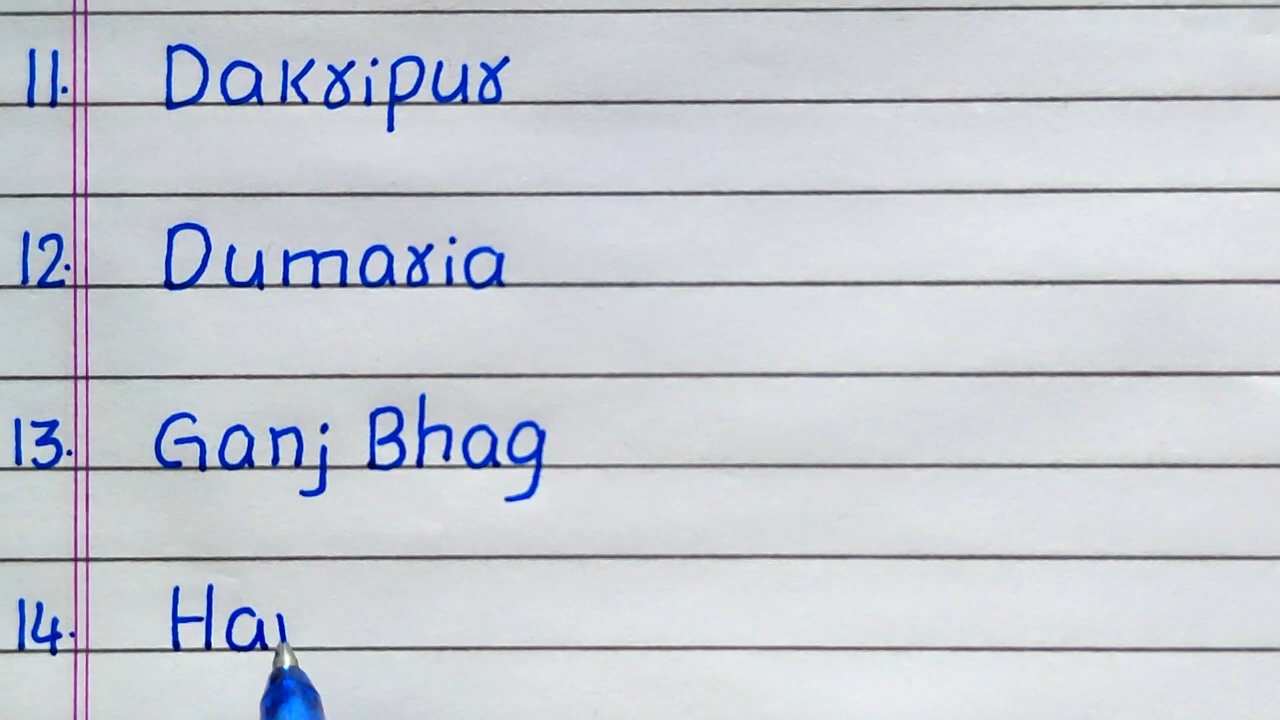 11. Dakripur
12. Dumaria
13. Ganj Bhag
14. Ha